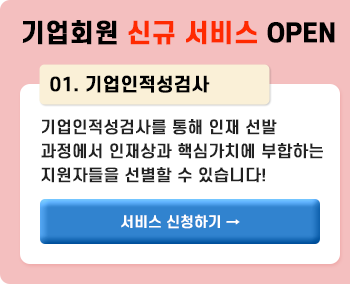 기업회원 신규 서비스 OPEN
01. 기업인적성검사
기업인적성검사를 통해 인재 선발
과정에서 인재상과 핵심가치에 부합하는
지원자들을 선별할 수 있습니다!
서비스 신청하기 →